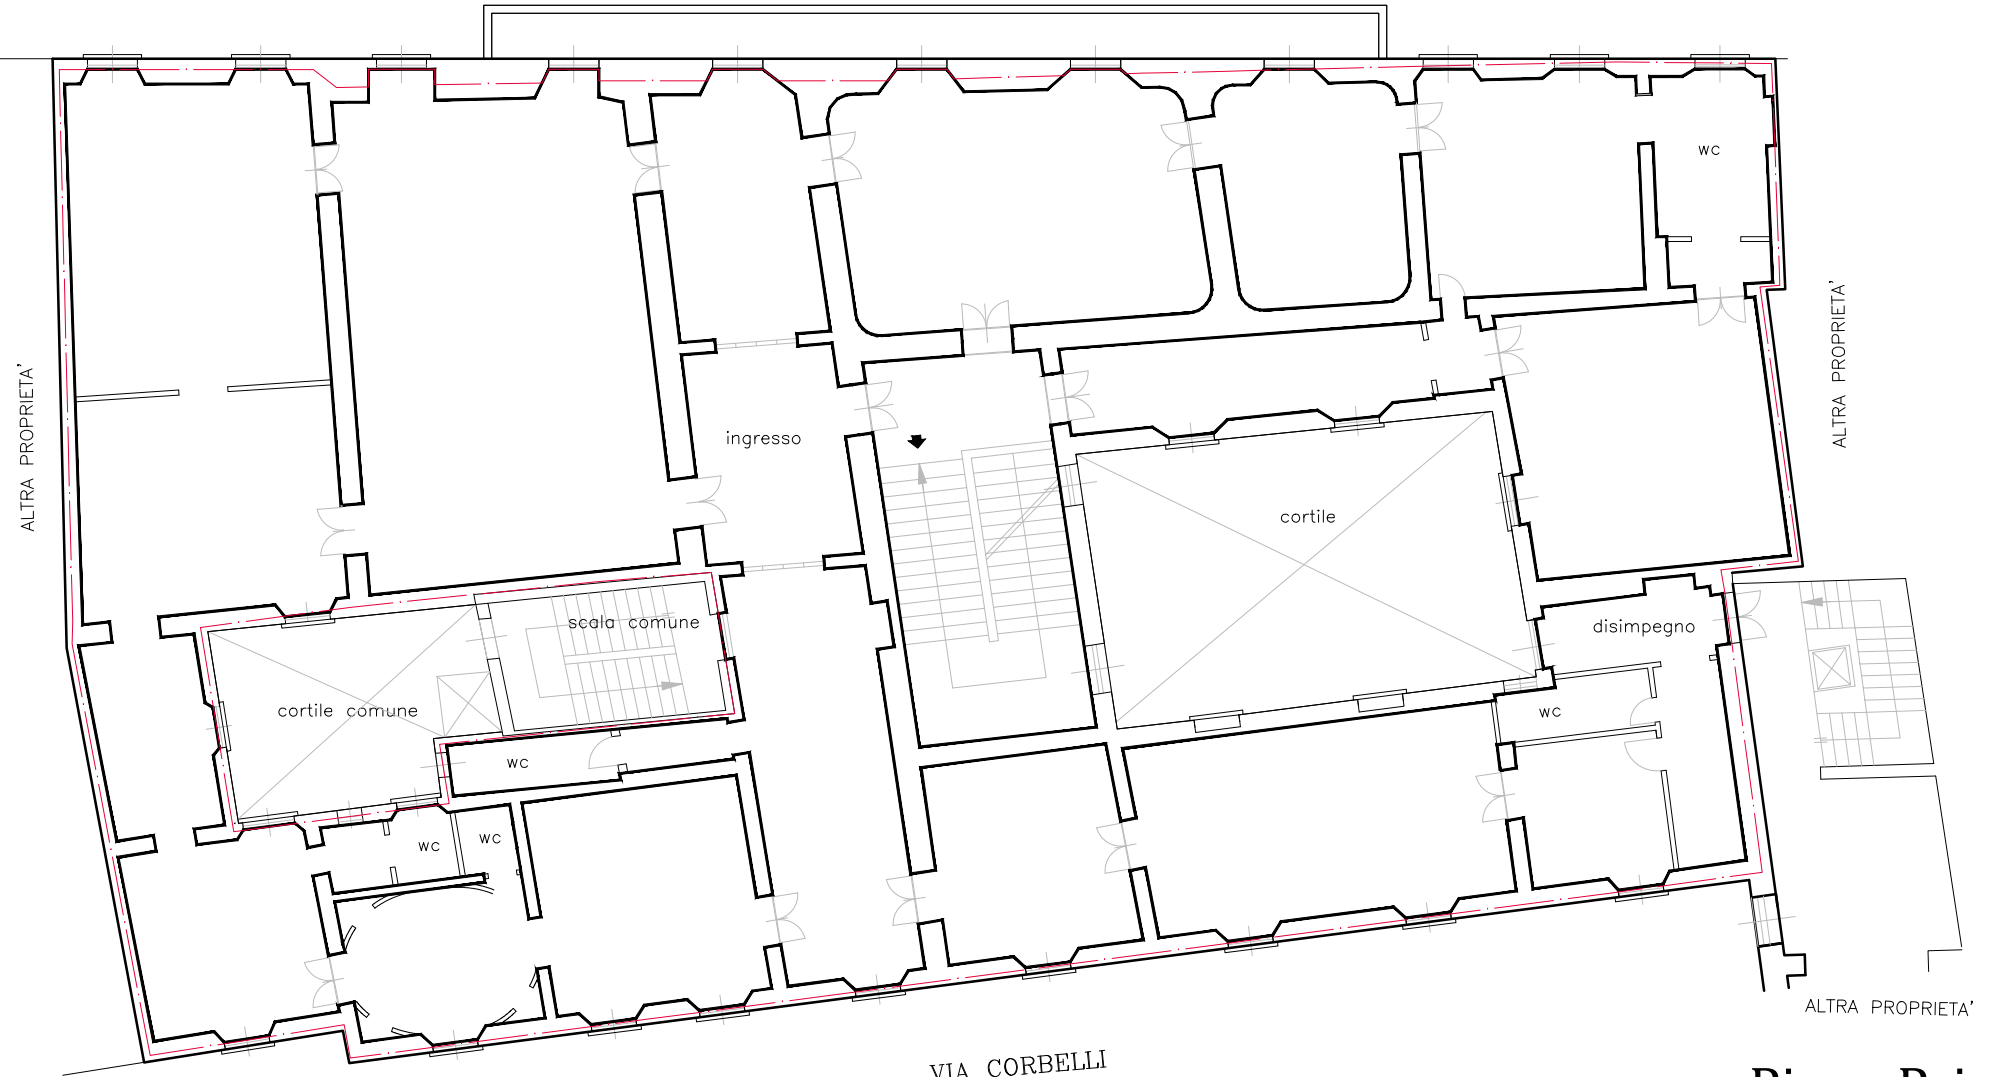 wc
ALTRA PROPRIETA'
ALTRA PROPRIETA'
ingresso
cortile
scala comune
disimpegno
cortile comune
wc
wc
wc
wc
ALTRA PROPRIETA'
VIA CORBELLI